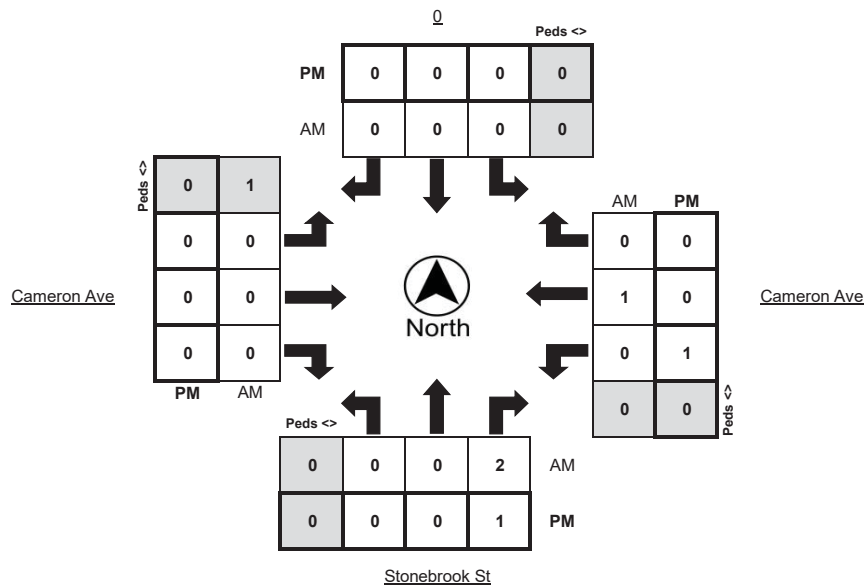 0
Peds <>
PM 0 0 0 0
AM 0 0 0 0
Peds <> 0 1
0 0
0 0
0 0
PM AM
Cameron Ave
North
AM PM
0 0
1 0
0 1
0 0 Peds <>
Cameron Ave
Peds <>
0 0 0 2 AM
0 0 0 1 PM
Stonebrook St